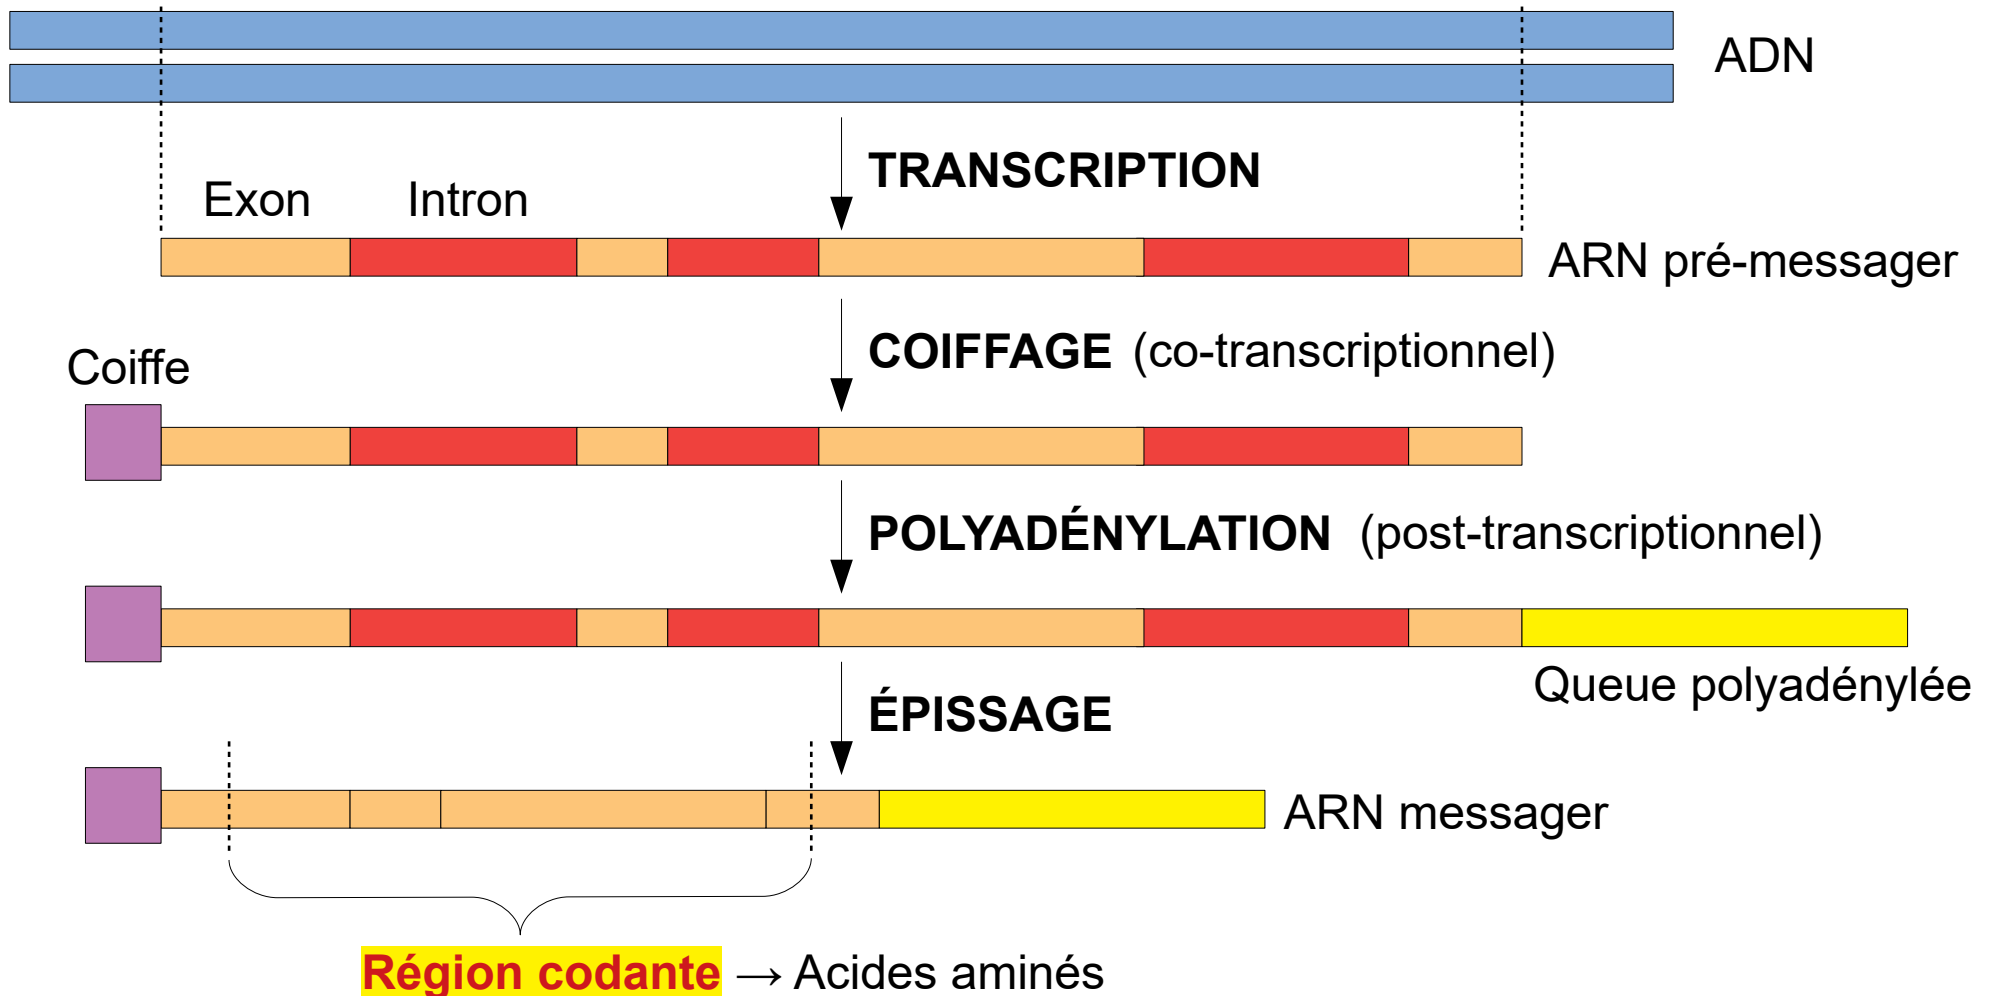 ADN
TRANSCRIPTION
Exon Intron
ARN pré-messager
COIFFAGE (co-transcriptionnel)
Coiffe
POLYADÉNYLATION (post-transcriptionnel)
Queue polyadénylée
ÉPISSAGE
ARN messager
Région codante → Acides aminés